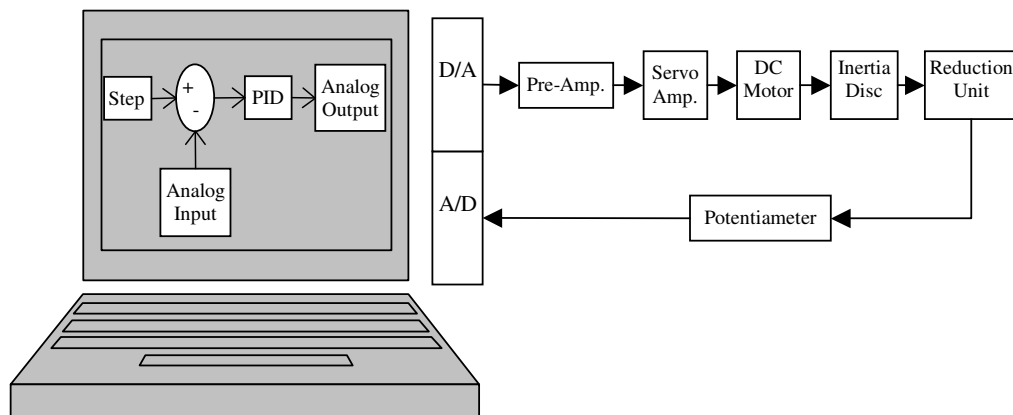 Step
+
-
PID
Analog
Output
Analog
Input
D/A
A/D
Pre-Amp.
Servo
Amp.
DC
Motor
Inertia
Disc
Reduction
Unit
Potentiameter